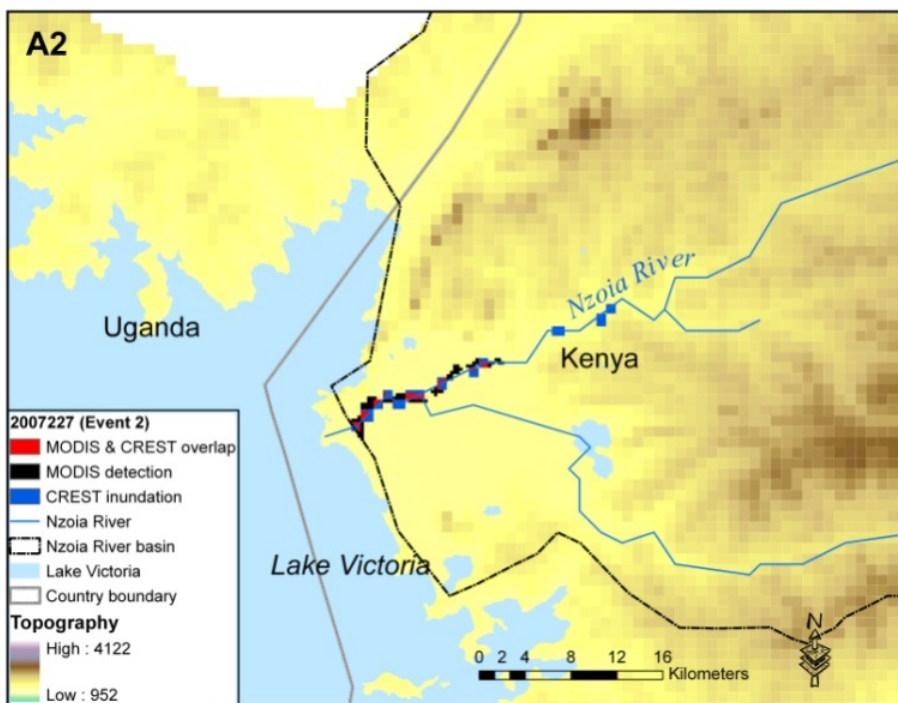 A2
Nzoia River
Uganda
Kenya
Lake Victoria
2007227 (Event 2)
MODIS & CREST overlap
MODIS detection
CREST inundation
Nzoia River
Nzoia River basin
Lake Victoria
Country boundary
Topography
High : 4122
Low : 952
N
0 2 4 8 12 16
Kilometers